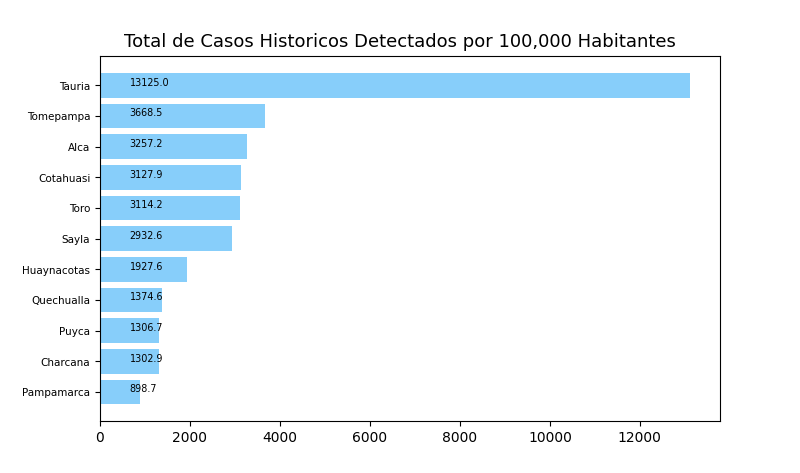 Total de Casos Historicos Detectados por 100,000 Habitantes
Tauria 13125.0
Tomepampa 3668.5
Alca 3257.2
Cotahuasi 3127.9
Toro 3114.2
Sayla 2932.6
Huaynacotas 1927.6
Quechualla 1374.6
Puyca 1306.7
Charcana 1302.9
Pampamarca 898.7
0 2000 4000 6000 8000 10000 12000